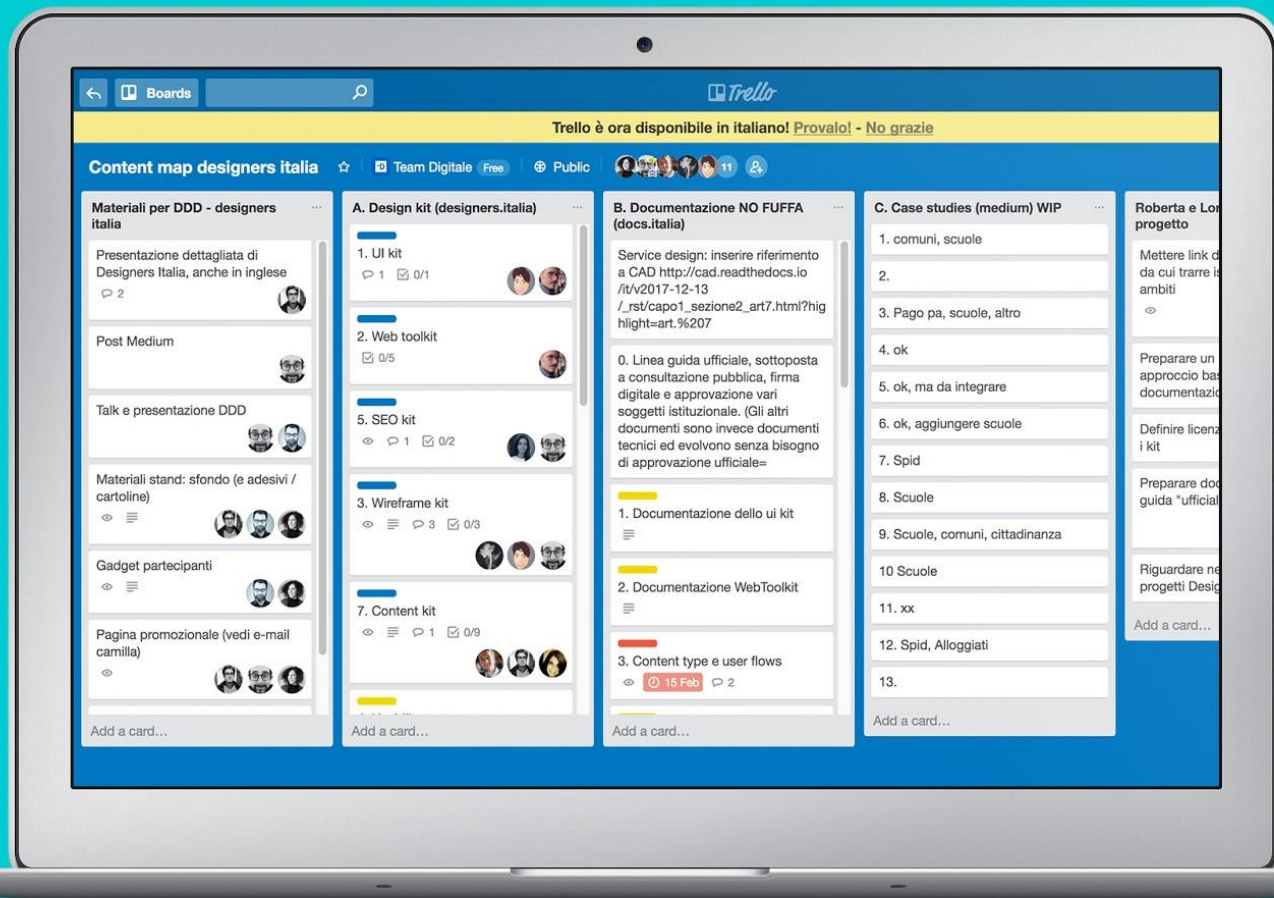 Boards
Trello
Trello è ora disponibile in italiano! Provalo! - No grazie
Content map designers italia
Team Digitale Free
Public
11
Materiali per DDD - designers
italia
Presentazione dettagliata di
Designers Italia, anche in inglese
2
Post Medium
Talk e presentazione DDD
Materiali stand: sfondo (e adesivi /
cartoline)
Gadget partecipanti
Pagina promozionale (vedi e-mail
camilla)
Add a card...
A. Design kit (designers.italia)
1. UI kit
1 0/1
2. Web toolkit
0/5
5. SEO kit
1 0/2
3. Wireframe kit
3 0/3
7. Content kit
1 0/9
Add a card...
B. Documentazione NO FUFFA
(docs.italia)
Service design: inserire riferimento
a CAD http://cad.readthedocs.io
/it/v2017-12-13
/_rst/capo1_sezione2_art7.html?hig
hlight=art.%207
0. Linea guida ufficiale, sottoposta
a consultazione pubblica, firma
digitale e approvazione vari
soggetti istituzionale. (Gli altri
documenti sono invece documenti
tecnici ed evolvono senza bisogno
di approvazione ufficiale=
1. Documentazione dello ui kit
2. Documentazione WebToolkit
3. Content type e user flows
15 Feb 2
Add a card...
C. Case studies (medium) WIP
1. comuni, scuole
2.
3. Pago pa, scuole, altro
4. ok
5. ok, ma da integrare
6. ok, aggiungere scuole
7. Spid
8. Scuole
9. Scuole, comuni, cittadinanza
10 Scuole
11. xx
12. Spid, Alloggiati
13.
Add a card...
Roberta e Lor
progetto
Mettere link d
da cui trarre is
ambiti
Preparare un
approccio bas
documentazio
Definire licenz
i kit
Preparare doc
guida "ufficial
Riguardare ne
progetti Desig
Add a card...